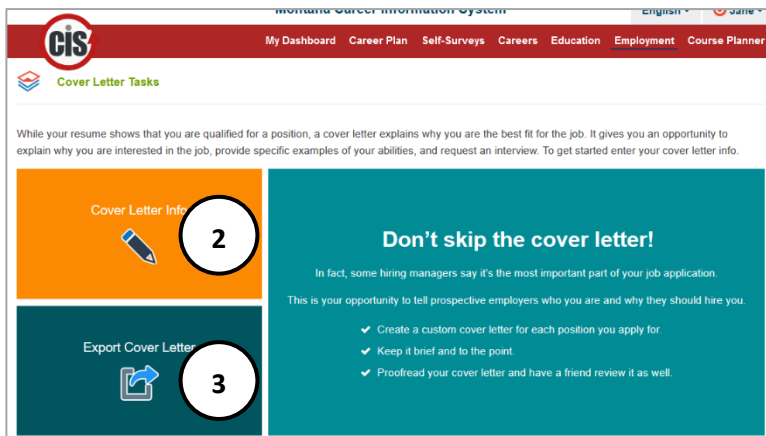 Montana Career Information System
English
Jane
CiS
My Dashboard Career Plan Self-Surveys Careers Education Employment Course Planner
Cover Letter Tasks
While your resume shows that you are qualified for a position, a cover letter explains why you are the best fit for the job. It gives you an opportunity to
explain why you are interested in the job, provide specific examples of your abilities, and request an interview. To get started enter your cover letter info.
Cover Letter Info
2
Export Cover Letter
3
Don't skip the cover letter!
In fact, some hiring managers say it's the most important part of your job application.
This is your opportunity to tell prospective employers who you are and why they should hire you.
✔ Create a custom cover letter for each position you apply for.
✔ Keep it brief and to the point.
✔ Proofread your cover letter and have a friend review it as well.